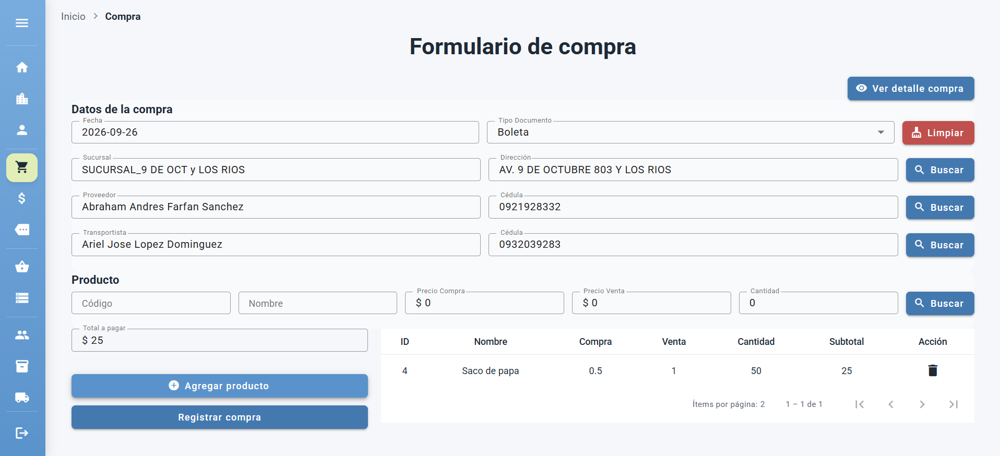 Inicio > Compra
Formulario de compra
Ver detalle compra
Datos de la compra
Fecha
2026-09-26
Tipo Documento
Boleta
Limpiar
Sucursal
SUCURSAL_9 DE OCT y LOS RIOS
Dirección
AV. 9 DE OCTUBRE 803 Y LOS RIOS
Buscar
Proveedor
Abraham Andres Farfan Sanchez
Cédula
0921928332
Buscar
Transportista
Ariel Jose Lopez Dominguez
Cédula
0932039283
Buscar
Producto
Código
Nombre
Precio Compra
$ 0
Precio Venta
$ 0
Cantidad
0
Buscar
Total a pagar
$ 25
Agregar producto
Registrar compra
ID Nombre Compra Venta Cantidad Subtotal Acción
4 Saco de papa 0.5 1 50 25
Ítems por página: 2 1 – 1 de 1